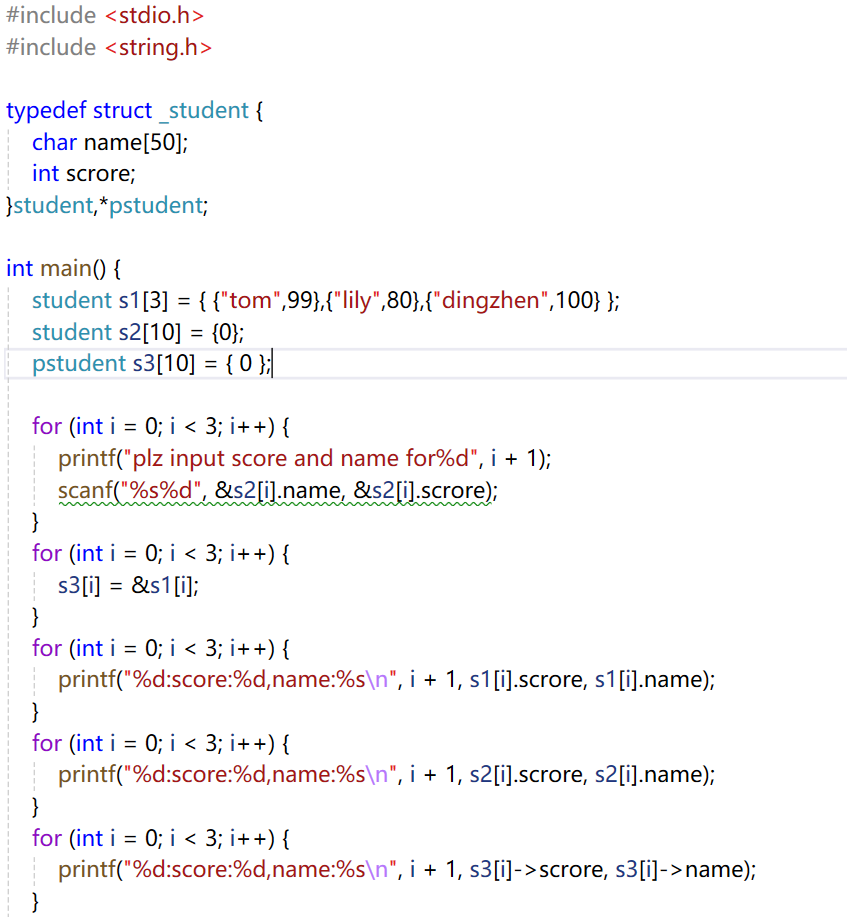 #include <stdio.h>
#include <string.h>
typedef struct _student {
char name[50];
int scrore;
}student,*pstudent;
int main() {
student s1[3] = { {"tom",99},{"lily",80},{"dingzhen",100} };
student s2[10] = {0};
pstudent s3[10] = { 0 };
for (int i = 0; i < 3; i++) {
printf("plz input score and name for%d", i + 1);
scanf("%s%d", &s2[i].name, &s2[i].scrore);
}
for (int i = 0; i < 3; i++) {
s3[i] = &s1[i];
}
for (int i = 0; i < 3; i++) {
printf("%d:score:%d,name:%s\n", i + 1, s1[i].scrore, s1[i].name);
}
for (int i = 0; i < 3; i++) {
printf("%d:score:%d,name:%s\n", i + 1, s2[i].scrore, s2[i].name);
}
for (int i = 0; i < 3; i++) {
printf("%d:score:%d,name:%s\n", i + 1, s3[i]->scrore, s3[i]->name);
}